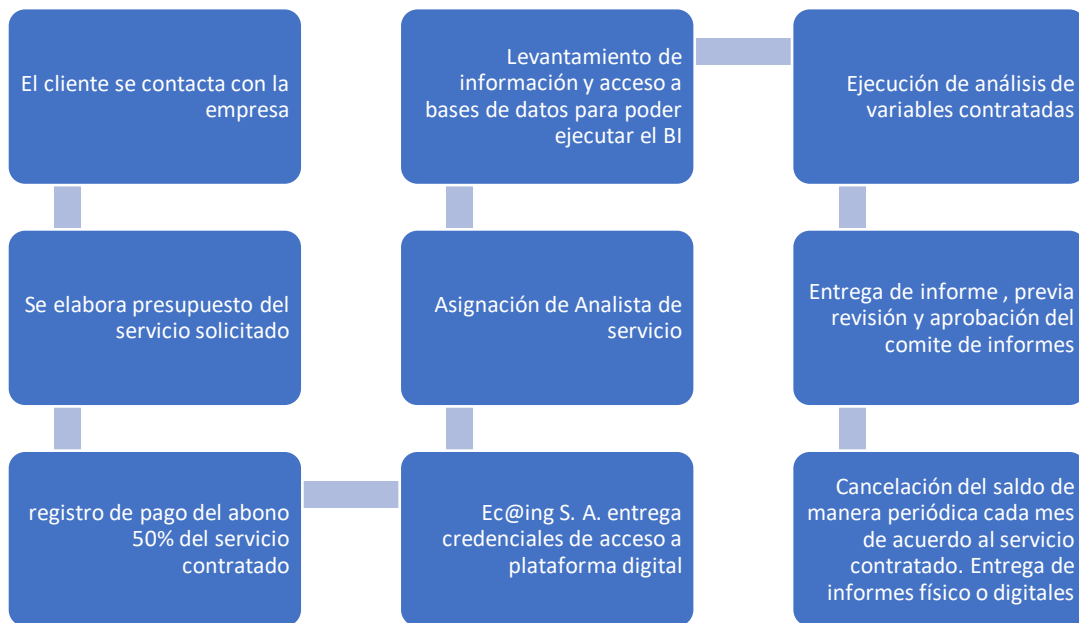 El cliente se contacta con la
empresa
Se elabora presupuesto del
servicio solicitado
registro de pago del abono
50% del servicio
contratado
Ec@ing S. A. entrega
credenciales de acceso a
plataforma digital
Asignación de Analista de
servicio
Levantamiento de
información y acceso a
bases de datos para poder
ejecutar el BI
Ejecución de análisis de
variables contratadas
Entrega de informe , previa
revisión y aprobación del
comite de informes
Cancelación del saldo de
manera periódica cada mes
de acuerdo al servicio
contratado. Entrega de
informes físico o digitales